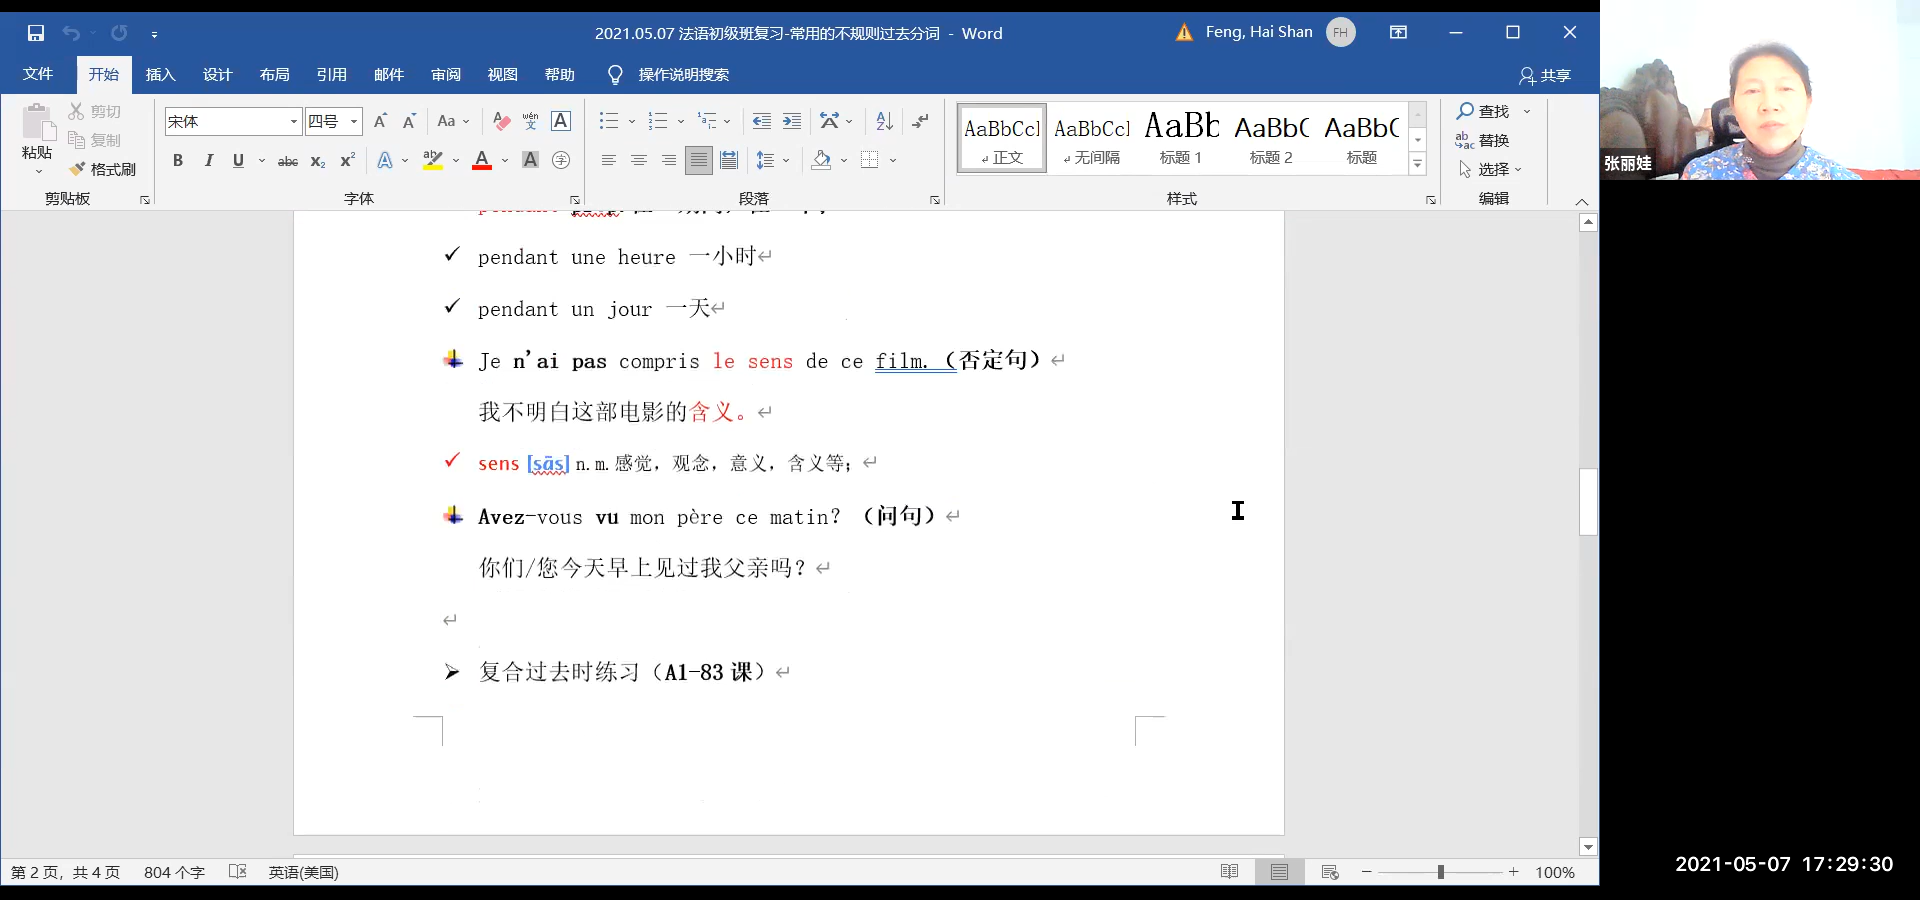 2021.05.07 法语初级班复习-常用的不规则过去分词 - Word
Feng, Hai Shan
FH
文件 开始 插入 设计 布局 引用 邮件 审阅 视图 帮助 操作说明搜索 共享
粘贴
剪切
复制
格式刷
剪贴板
宋体 四号
字体
段落
AaBbCcI AaBbCcI AaBb AaBbC AaBbC
正文 无间隔 标题 1 标题 2 标题
样式
查找
替换
选择
编辑
张丽娃
pendant
pendant une heure 一小时
pendant un jour 一天
Je n'ai pas compris le sens de ce film.（否定句）
我不明白这部电影的含义。
sens [sɑ̃s] n.m.感觉，观念，意义，含义等；
Avez-vous vu mon père ce matin？（问句）
你们/您今天早上见过我父亲吗？
复合过去时练习（A1-83 课）
第 2 页，共 4 页 804 个字 英语(美国)
100%
2021-05-07 17:29:30